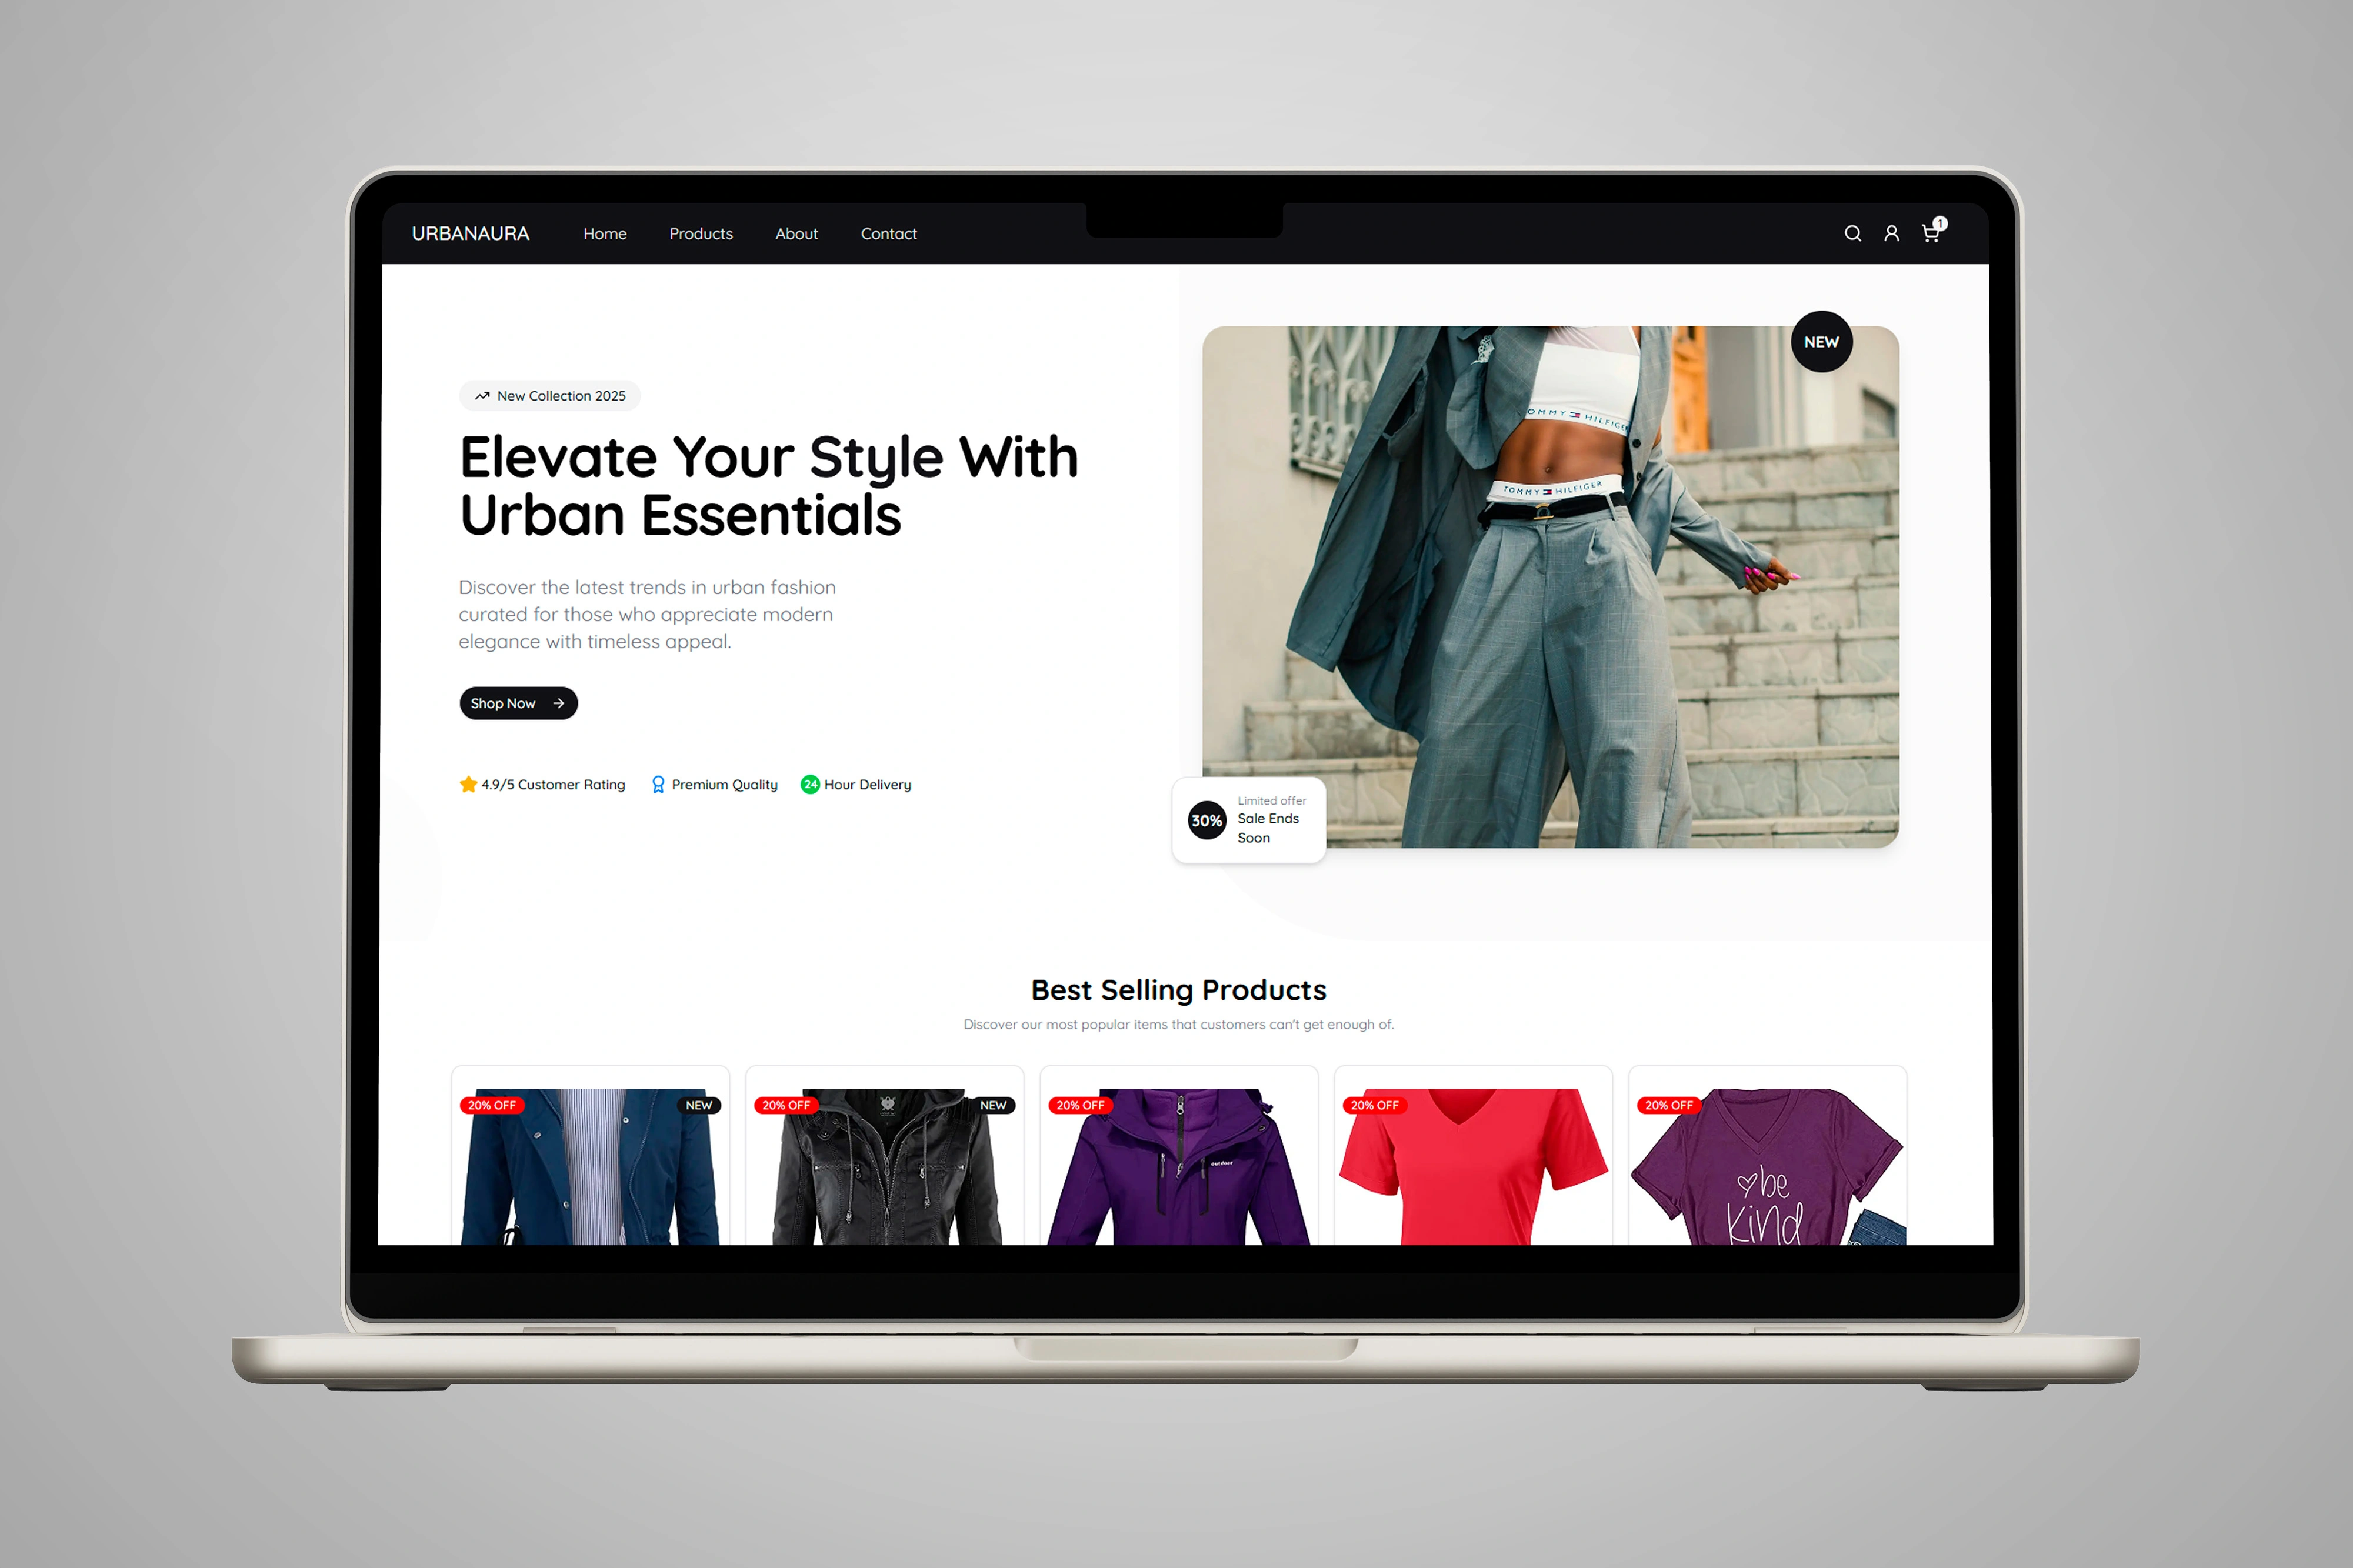 URBANAURA Home Products About Contact 1
NEW
New Collection 2025
Elevate Your Style With
Urban Essentials
Discover the latest trends in urban fashion
curated for those who appreciate modern
elegance with timeless appeal.
Shop Now
4.9/5 Customer Rating Premium Quality 24 Hour Delivery
OMMY HILFIGER
TOMMY HILFIGER
30%
Limited offer
Sale Ends
Soon
Best Selling Products
Discover our most popular items that customers can't get enough of.
20% OFF NEW
20% OFF NEW
20% OFF
outdoor
20% OFF
20% OFF
be
kind